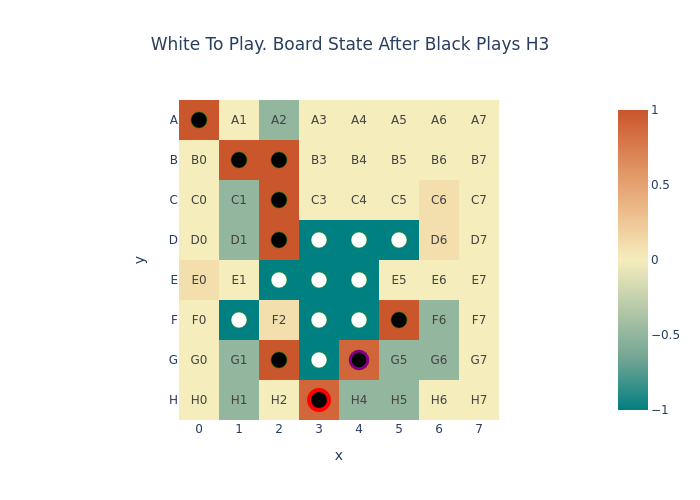 White To Play. Board State After Black Plays H3
A A1 A2 A3 A4 A5 A6 A7
B B0 B3 B4 B5 B6 B7
C C0 C1 C3 C4 C5 C6 C7
D D0 D1 D6 D7
E E0 E1 E5 E6 E7
F F0 F2 F6 F7
G G0 G1 G5 G6 G7
H H0 H1 H2 H4 H5 H6 H7
0 1 2 3 4 5 6 7
x
y
1
0.5
0
−0.5
−1